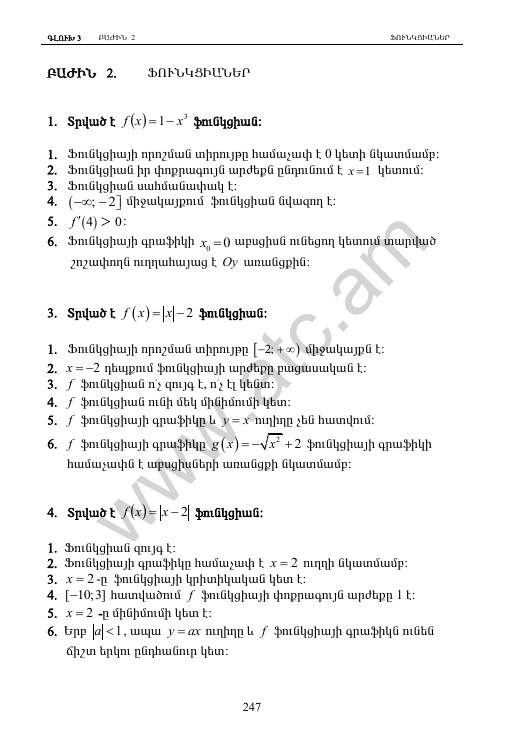 ԳԼՈՒԽ 3 ԲԱԺԻՆ 2 ՖՈՒՆԿՑԻԱՆԵՐ
ԲԱԺԻՆ 2. ՖՈՒՆԿՑԻԱՆԵՐ
1. Տրված է f(x)=1−x³ ֆունկցիան:
1. Ֆունկցիայի որոշման տիրույթը համաչափ է 0 կետի նկատմամբ:
2. Ֆունկցիան իր փոքրագույն արժեքն ընդունում է x=1 կետում:
3. Ֆունկցիան սահմանափակ է:
4. (−∞; −2] միջակայքում ֆունկցիան նվազող է:
5. f′(4) > 0:
6. Ֆունկցիայի գրաֆիկի x₀ = 0 աբսցիս ունեցող կետում տարված
շոշափողն ուղղահայաց է Oy առանցքին:
3. Տրված է f(x)=|x|−2 ֆունկցիան:
1. Ֆունկցիայի որոշման տիրույթը [−2; +∞) միջակայքն է:
2. x=−2 դեպքում ֆունկցիայի արժեքը բացասական է:
3. f ֆունկցիան ո՛չ զույգ է, ո՛չ էլ կենտ:
4. f ֆունկցիան ունի մեկ մինիմումի կետ:
5. f ֆունկցիայի գրաֆիկը և y=x ուղիղը չեն հատվում:
6. f ֆունկցիայի գրաֆիկը g(x)=−√x²+2 ֆունկցիայի գրաֆիկի
համաչափն է աբսցիսների առանցքի նկատմամբ:
4. Տրված է f(x)=|x−2| ֆունկցիան:
1. Ֆունկցիան զույգ է:
2. Ֆունկցիայի գրաֆիկը համաչափ է x=2 ուղղի նկատմամբ:
3. x=2-ը ֆունկցիայի կրիտիկական կետ է:
4. [−10;3] հատվածում f ֆունկցիայի փոքրագույն արժեքը 1 է:
5. x=2 -ը մինիմումի կետ է:
6. Երբ |a|<1, ապա y=ax ուղիղը և f ֆունկցիայի գրաֆիկն ունեն
ճիշտ երկու ընդհանուր կետ:
247
www.atc.am